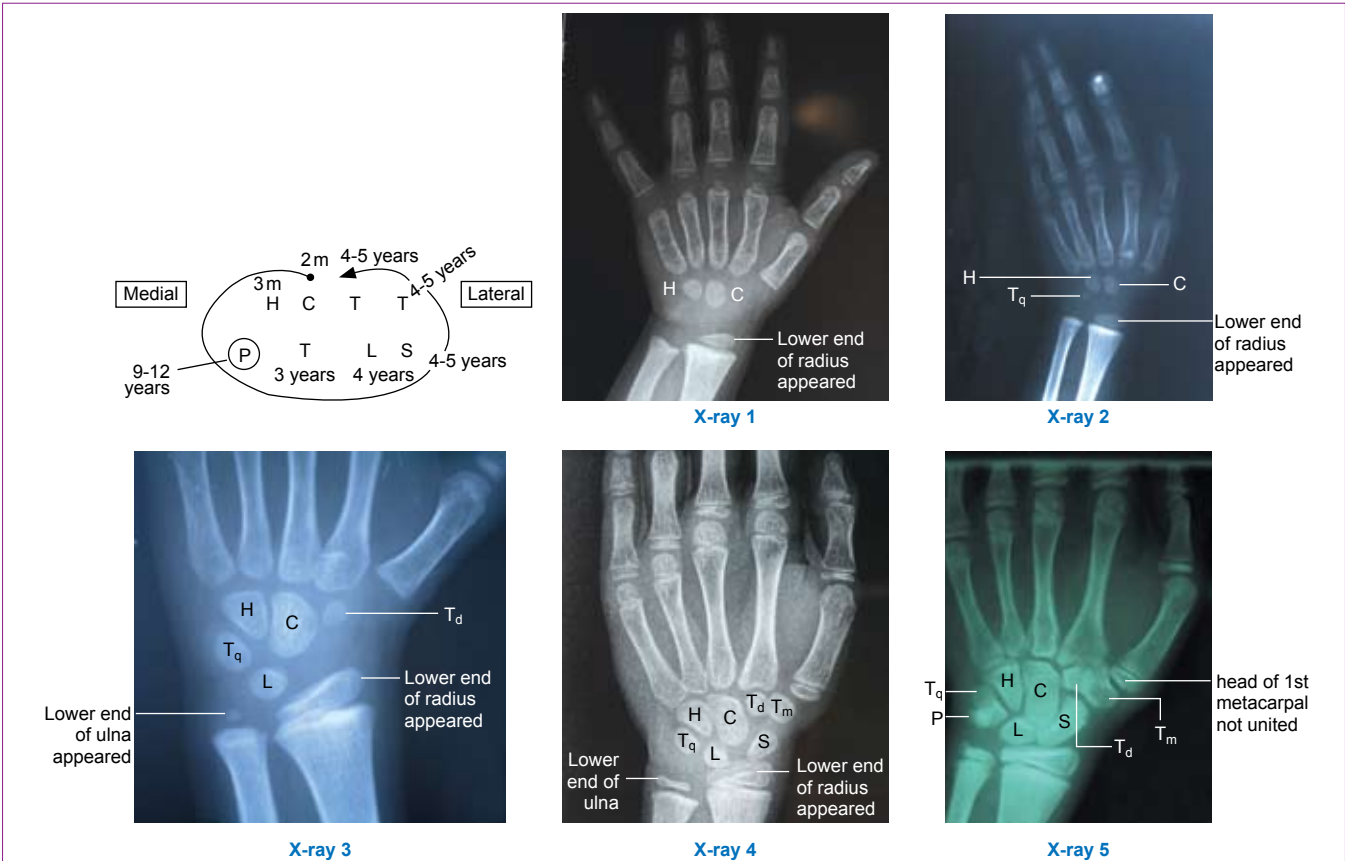 2 m
4-5 years
4-5 years
3 m
Medial
H C T T
Lateral
P
T L S
4-5 years
9-12
years
3 years 4 years
H C
Lower end
of radius
appeared
X-ray 1
H
C
Tq
Lower end
of radius
appeared
X-ray 2
H
C
Td
Tq
L
Lower end
of radius
appeared
Lower end
of ulna
appeared
X-ray 3
H
C
Td Tm
Tq
L
S
Lower
end of
ulna
Lower end
of radius
appeared
X-ray 4
Tq
H
C
P
L
S
head of 1st
metacarpal
not united
Tm
Td
X-ray 5